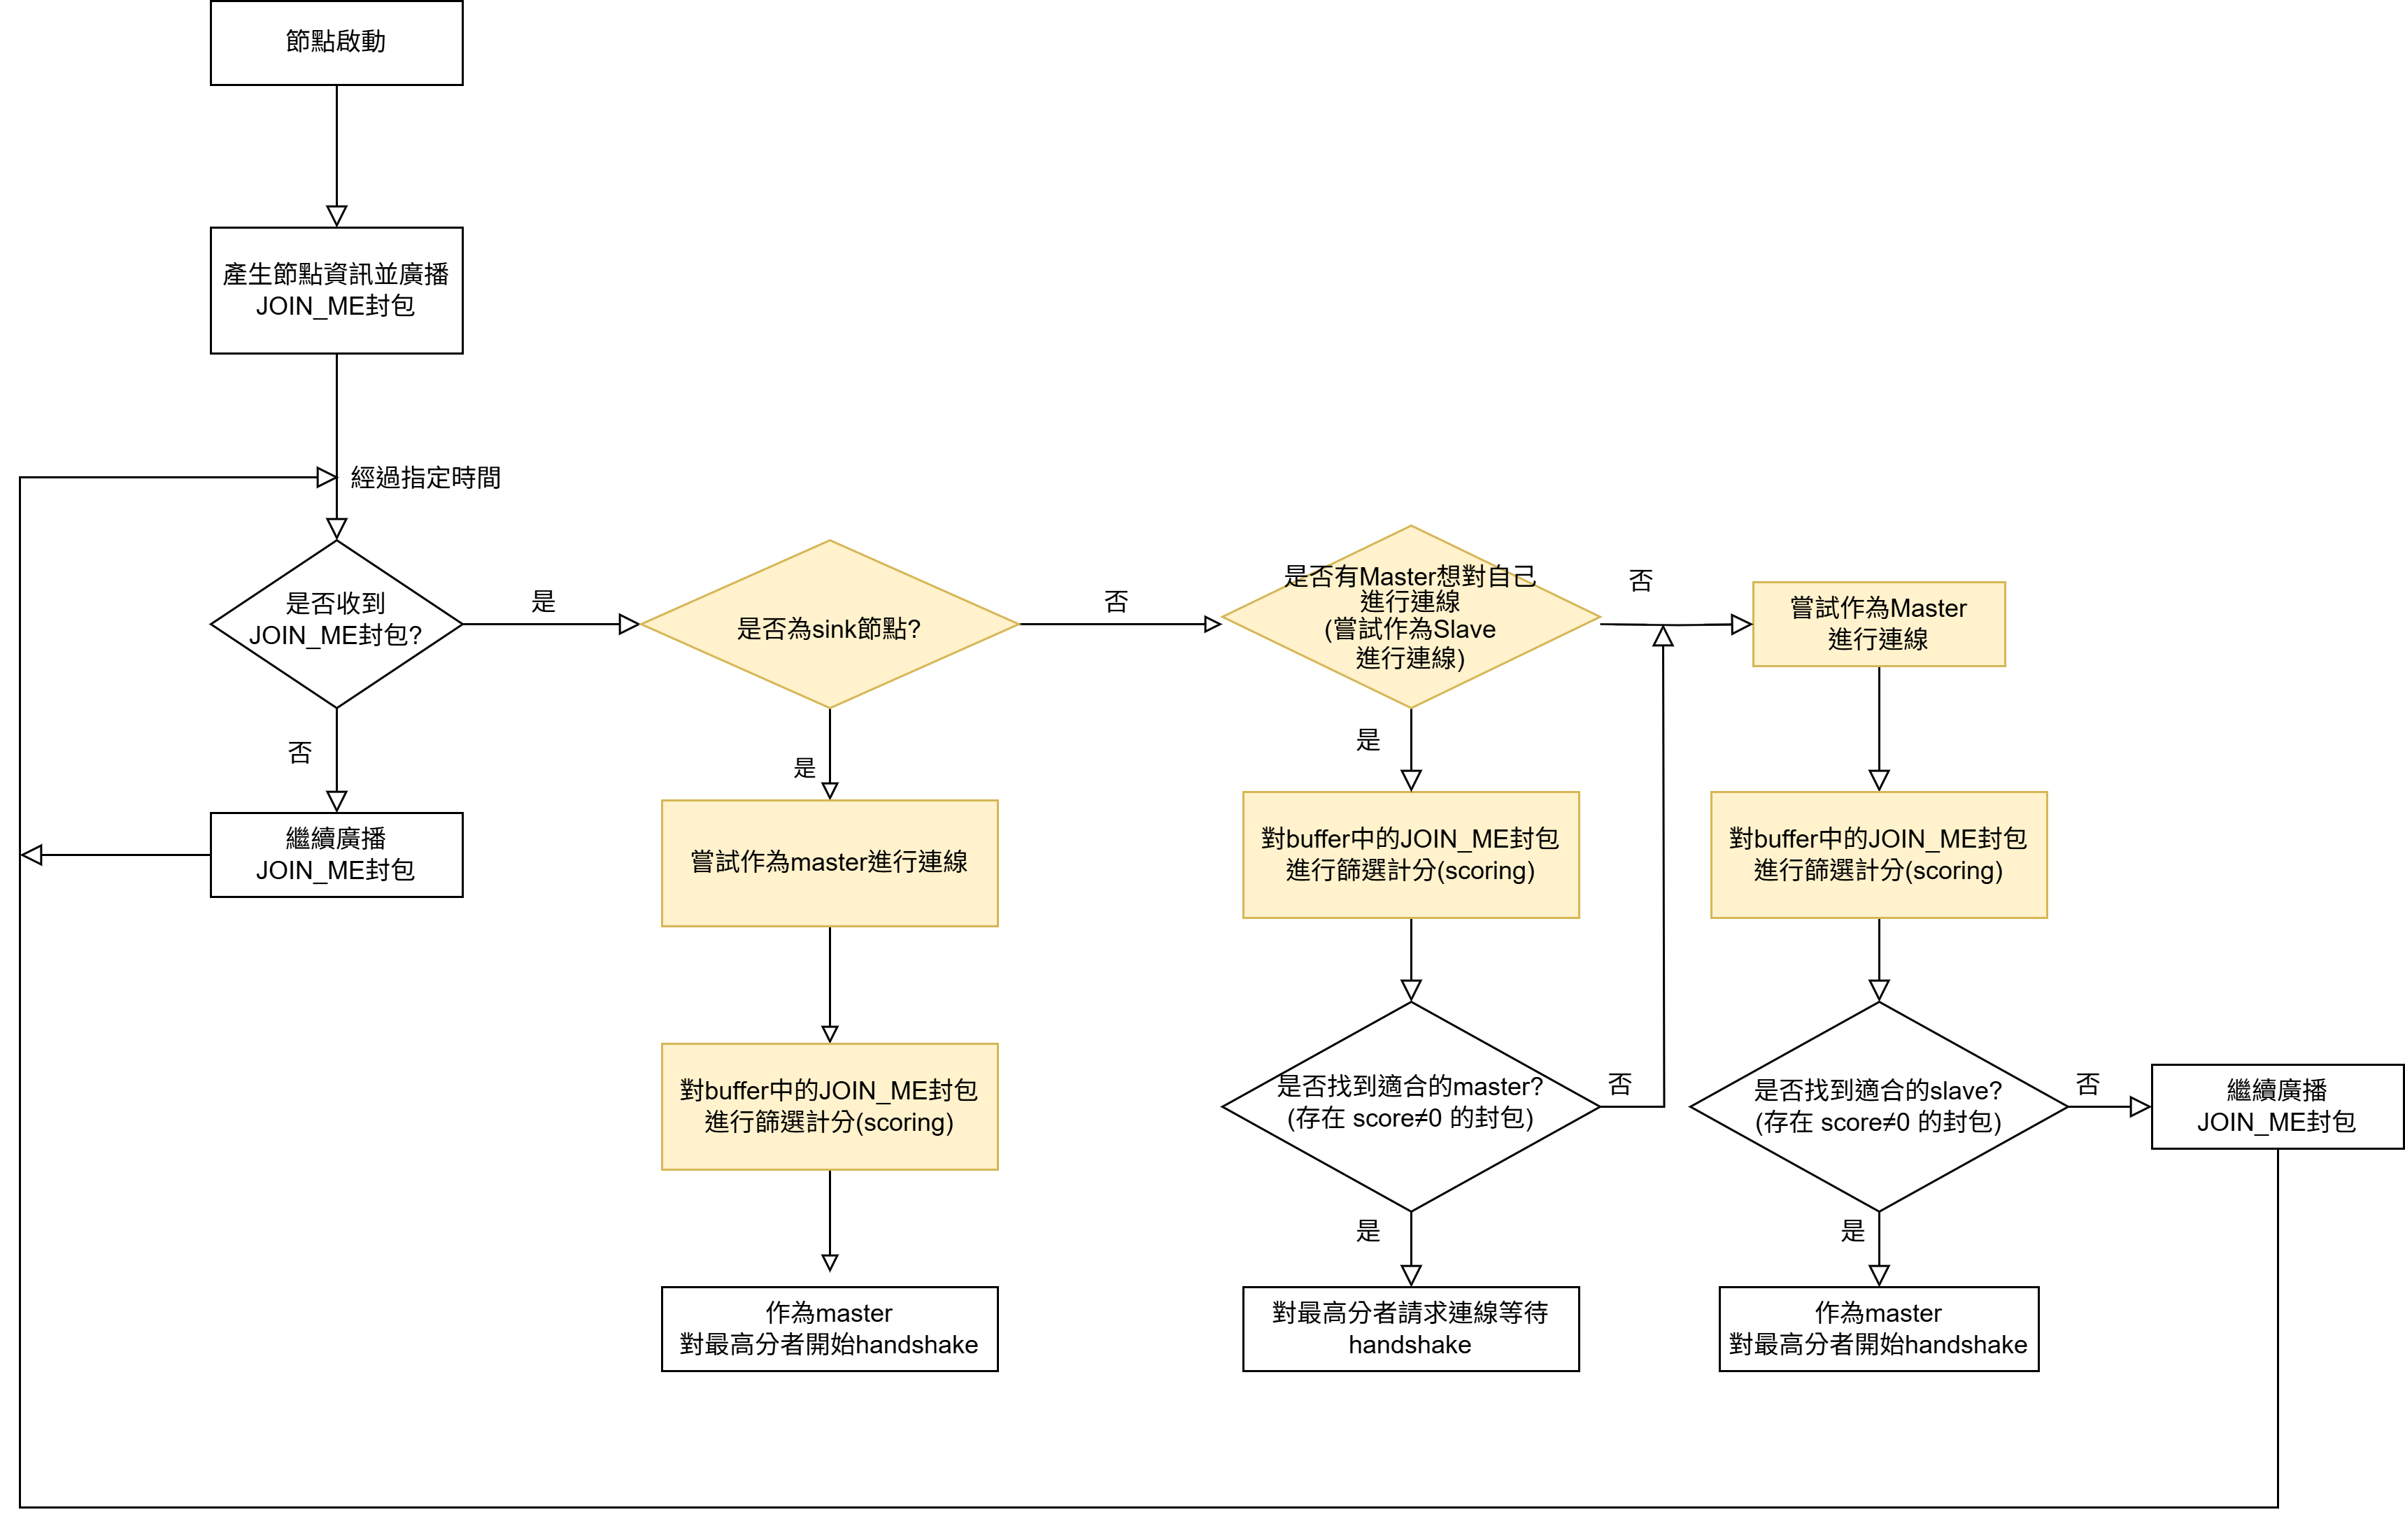 節點啟動
產生節點資訊並廣播
JOIN_ME封包
經過指定時間
是否收到
JOIN_ME封包?
是
否
繼續廣播
JOIN_ME封包
是否為sink節點?
否
是
嘗試作為master進行連線
對buffer中的JOIN_ME封包
進行篩選計分(scoring)
作為master
對最高分者開始handshake
是否有Master想對自己
進行連線
(嘗試作為Slave
進行連線)
否
是
對buffer中的JOIN_ME封包
進行篩選計分(scoring)
是否找到適合的master?
(存在 score≠0 的封包)
否
是
對最高分者請求連線等待
handshake
嘗試作為Master
進行連線
對buffer中的JOIN_ME封包
進行篩選計分(scoring)
是否找到適合的slave?
(存在 score≠0 的封包)
否
是
作為master
對最高分者開始handshake
繼續廣播
JOIN_ME封包